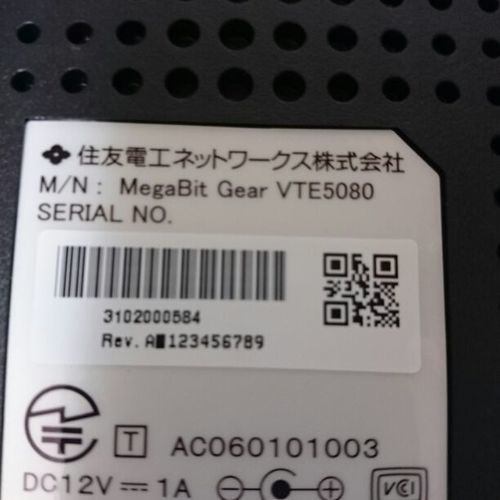 住友電工ネットワークス株式会社
M/N : MegaBit Gear VTE5080
SERIAL NO.
3102000584
Rev. A■123456789
T AC060101003
DC12V ⎓ 1A
VCI